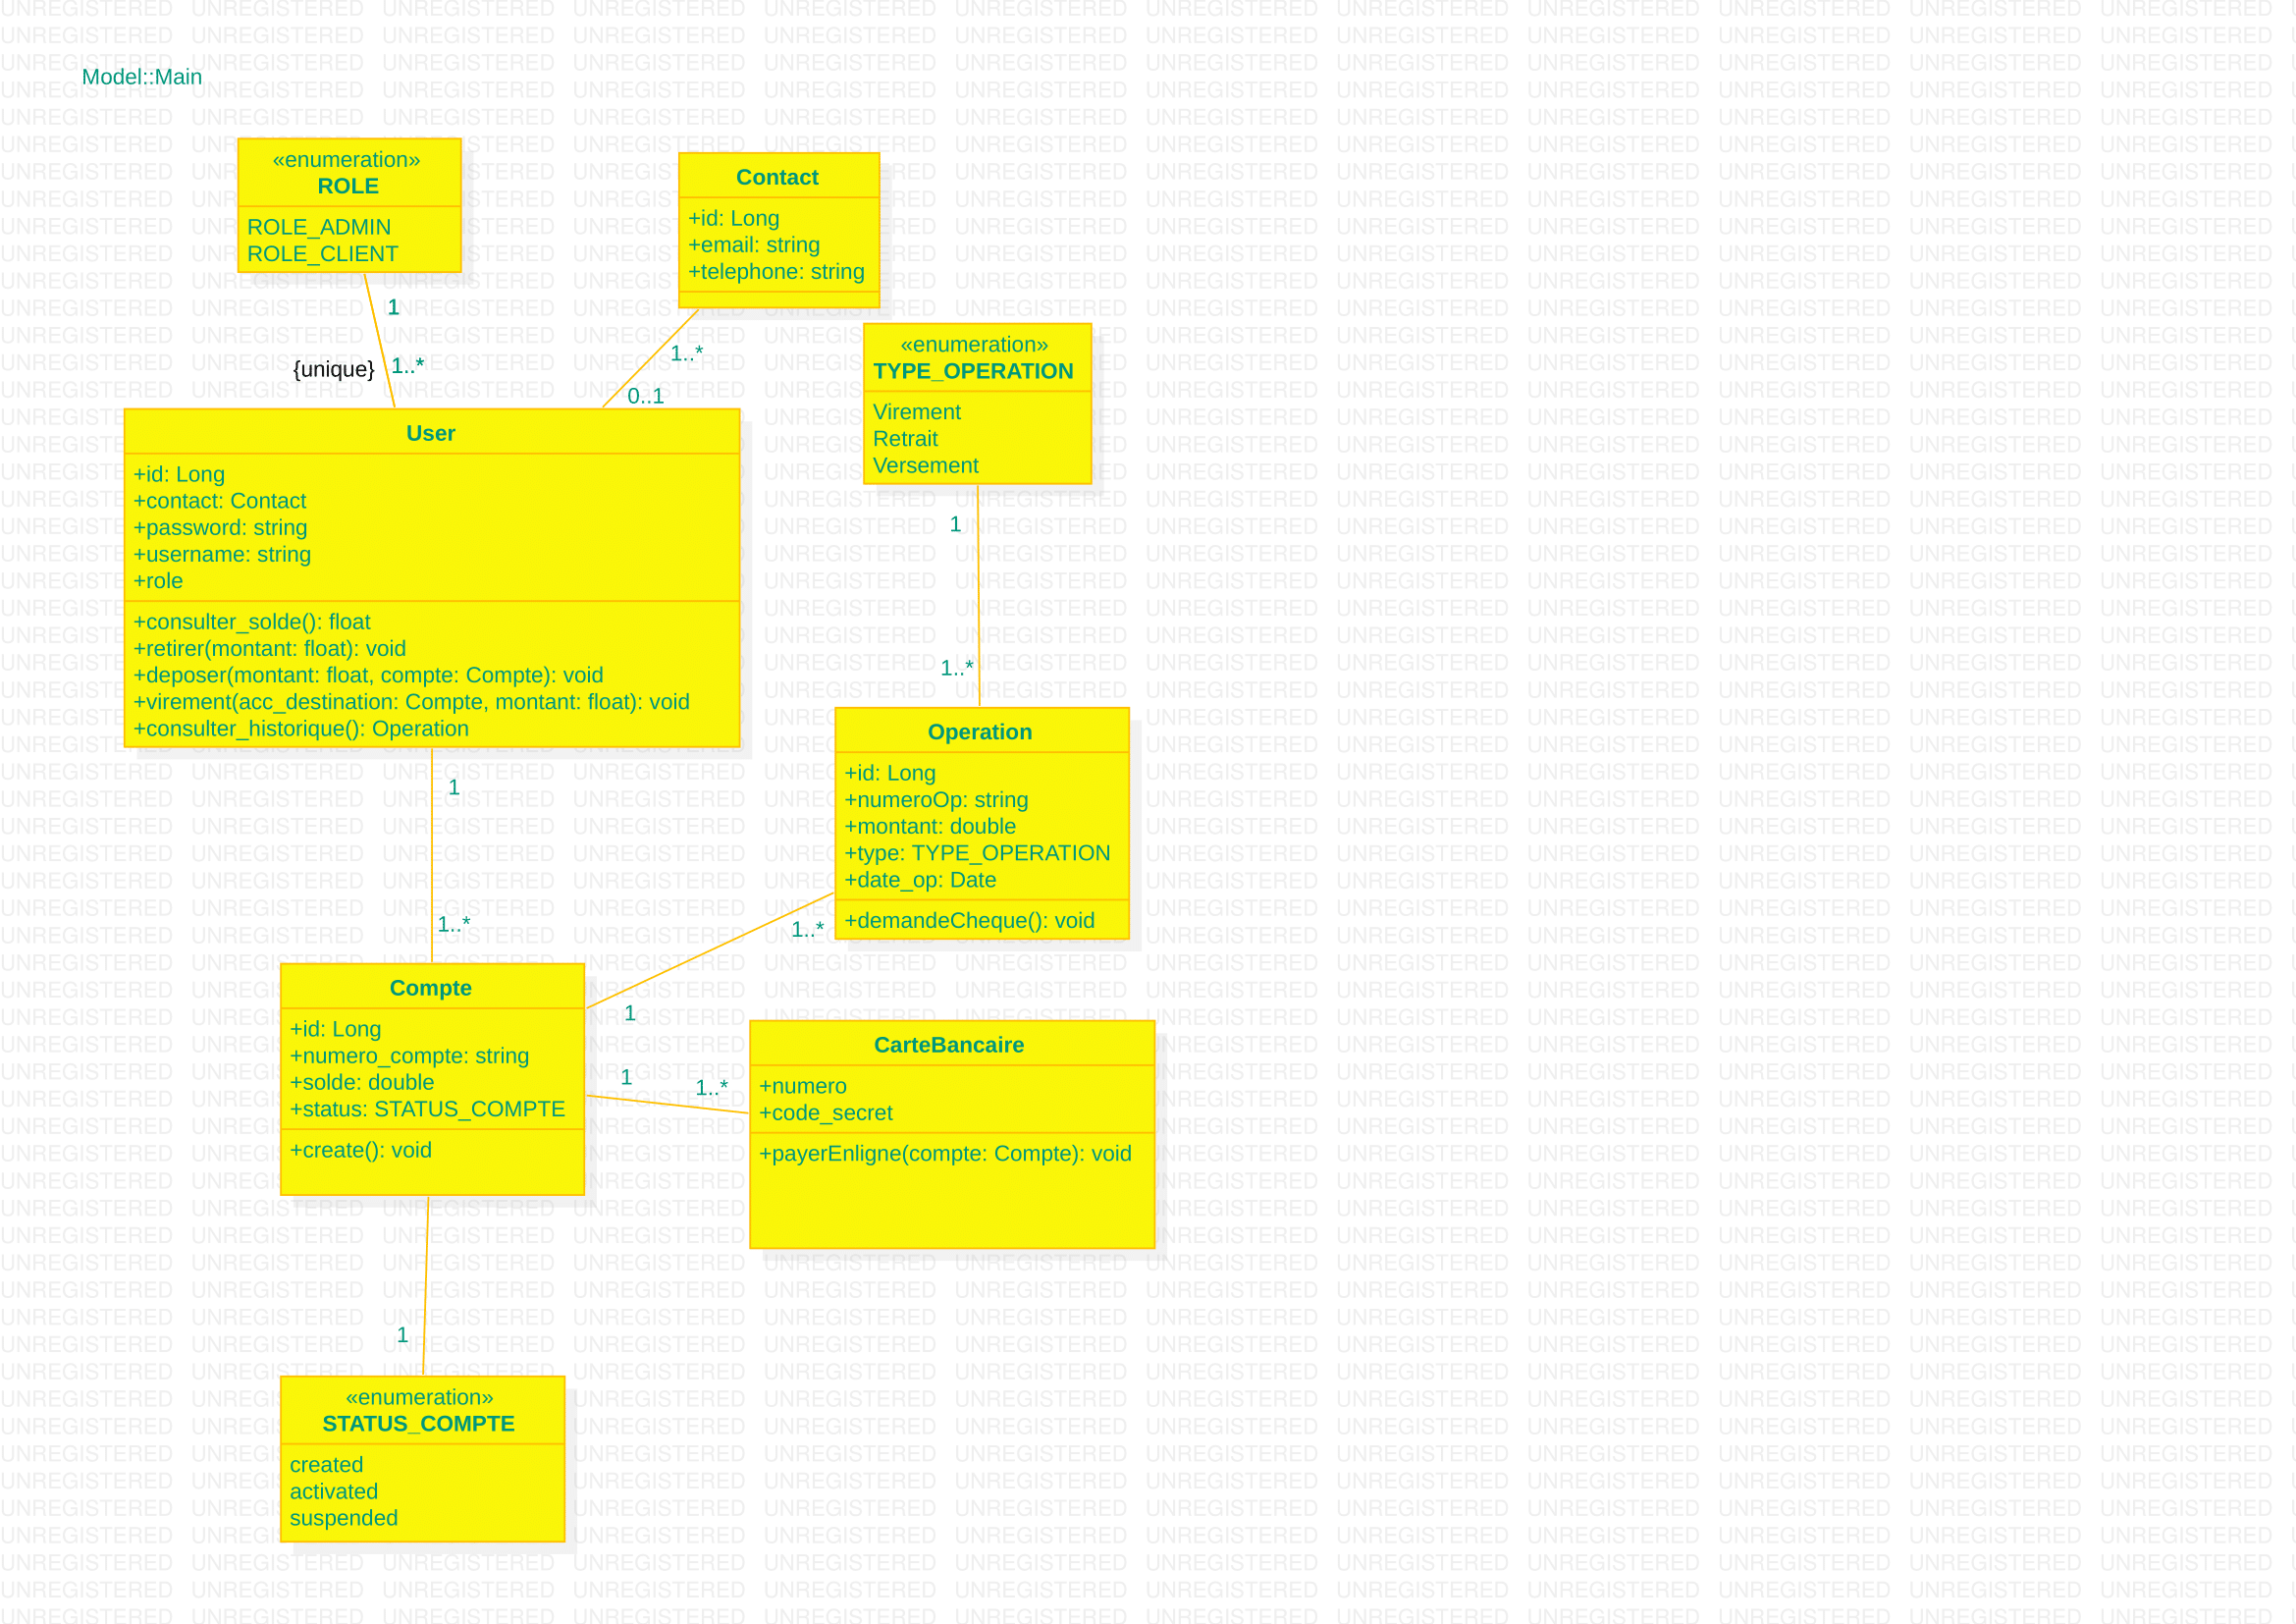 Model::Main
«enumeration»
ROLE
ROLE_ADMIN
ROLE_CLIENT
1
{unique}
1..*
Contact
+id: Long
+email: string
+telephone: string
1..*
0..1
«enumeration»
TYPE_OPERATION
Virement
Retrait
Versement
1
1..*
User
+id: Long
+contact: Contact
+password: string
+username: string
+role
+consulter_solde(): float
+retirer(montant: float): void
+deposer(montant: float, compte: Compte): void
+virement(acc_destination: Compte, montant: float): void
+consulter_historique(): Operation
1
1..*
Operation
+id: Long
+numeroOp: string
+montant: double
+type: TYPE_OPERATION
+date_op: Date
+demandeCheque(): void
1..*
1
Compte
+id: Long
+numero_compte: string
+solde: double
+status: STATUS_COMPTE
+create(): void
1
1..*
CarteBancaire
+numero
+code_secret
+payerEnligne(compte: Compte): void
1
«enumeration»
STATUS_COMPTE
created
activated
suspended
UNREGISTERED